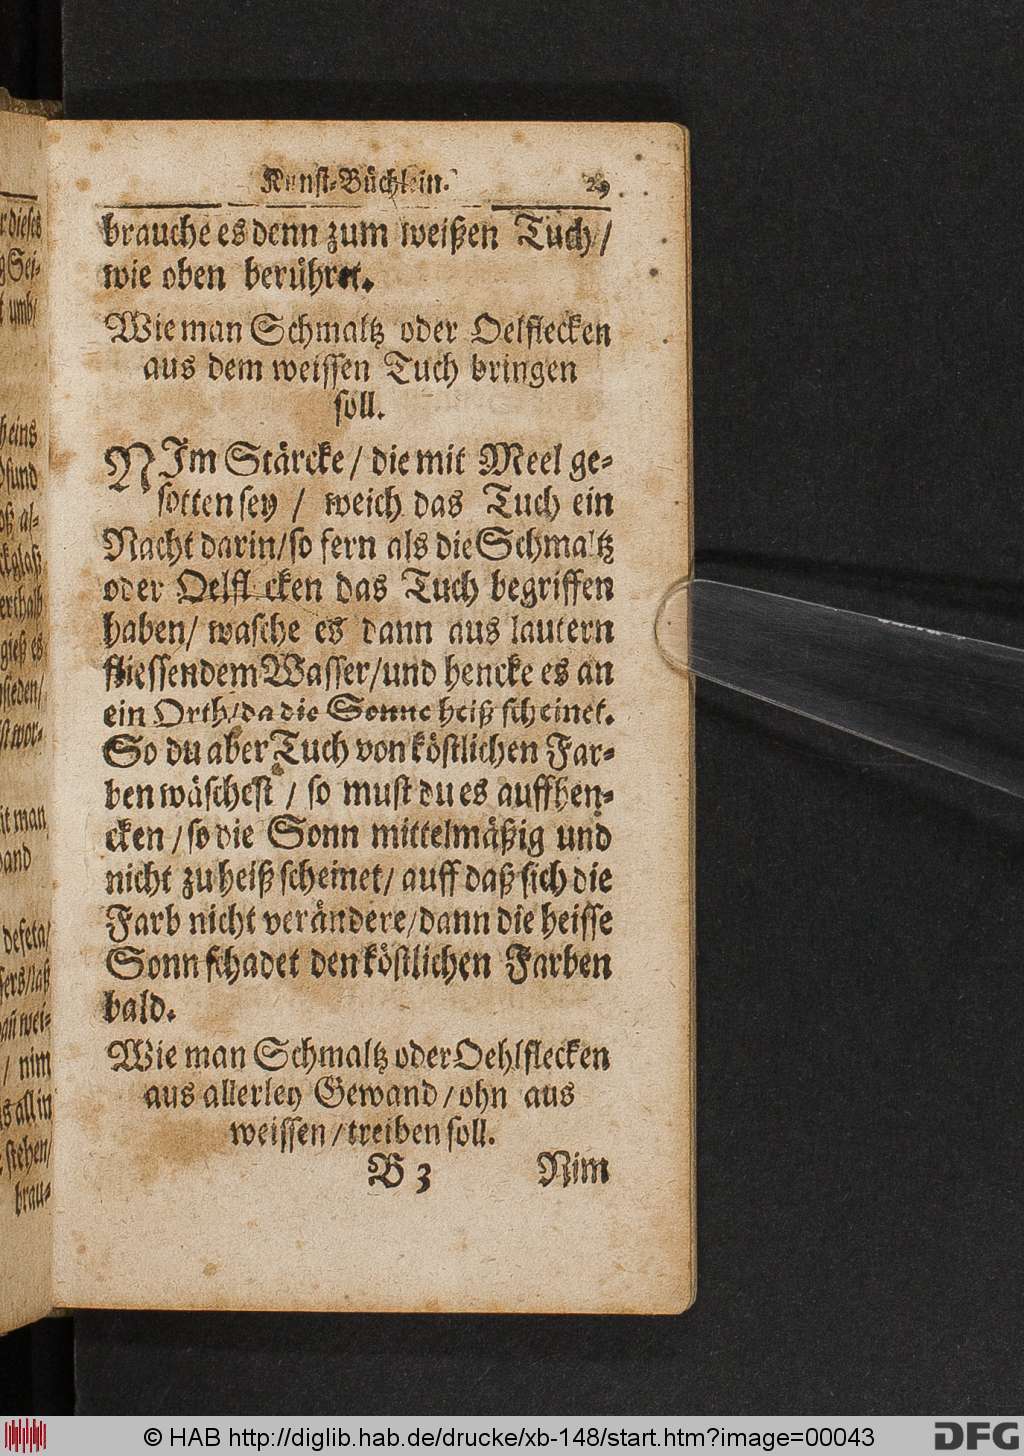 Kunst-Büchlein. 29
brauche es denn zum weißen Tuch /
wie oben berühret.
Wie man Schmaltz oder Oelflecken
aus dem weissen Tuch bringen
soll.
NIm Stärcke / die mit Meel ge-
sotten sey / weich das Tuch ein
Nacht darin / so fern als die Schmaltz
oder Oelflecken das Tuch begriffen
haben / wasche es dann aus lautern
fliessendem Wasser / und hencke es an
ein Orth / da die Sonne heiß scheinet.
So du aber Tuch von köstlichen Far-
ben wäschest / so must du es auffhen-
cken / so die Sonn mittelmäßig und
nicht zu heiß scheinet / auff daß sich die
Farb nicht verändere / dann die heisse
Sonn schadet den köstlichen Farben
bald.
Wie man Schmaltz oder Oehlflecken
aus allerley Gewand / ohn aus
weissen / treiben soll.
B 3 Nim
© HAB http://diglib.hab.de/drucke/xb-148/start.htm?image=00043
DFG